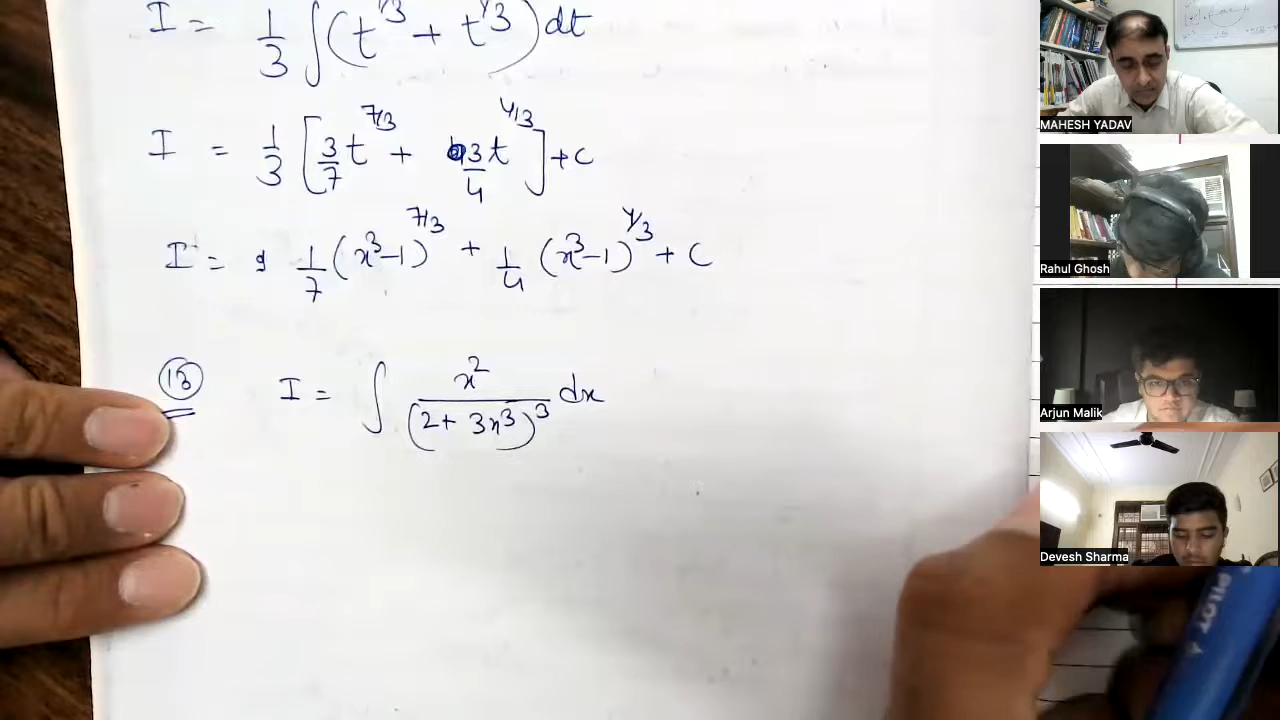 I = 1/3 ∫(t^4/3 + t^1/3) dt
I = 1/3 [3/7 t^7/3 + 3/4 t^4/3] + C
I = 1/7 (x³-1)^7/3 + 1/4 (x³-1)^4/3 + C
(13) I = ∫ x²/(2+ 3x³)³ dx
MAHESH YADAV
Rahul Ghosh
Arjun Malik
Devesh Sharma
PILOT